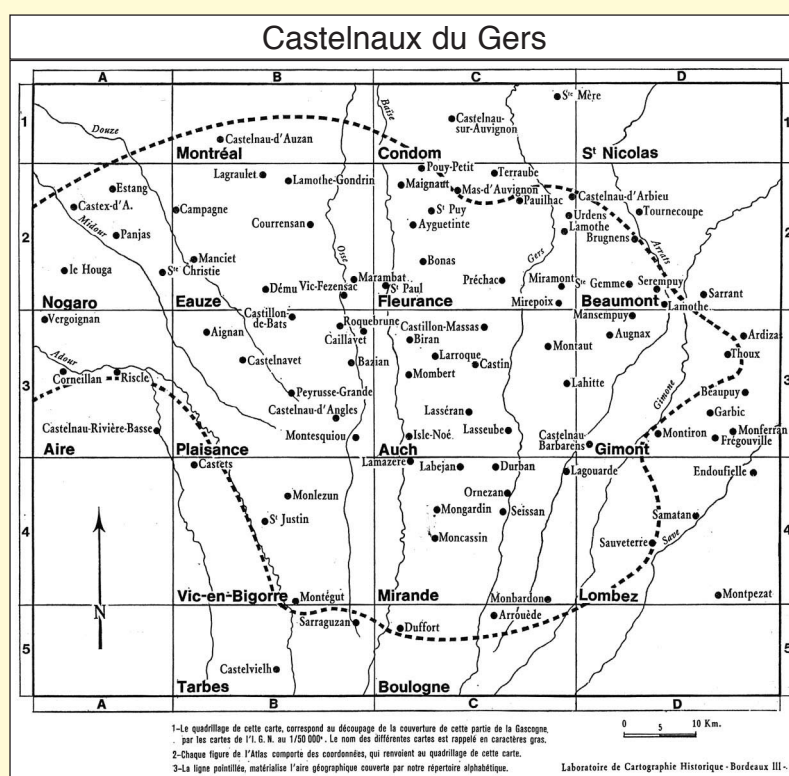 Castelnaux du Gers
A B C D
1
Ste Mère
Castelnau-
sur-Auvignon
Baïse
Douze
Castelnau-d'Auzan
Montréal
Condom
St Nicolas
1
2
Pouy-Petit
Terraube
Lagraulet
Lamothe-Gondrin
Maignaut
Mas-d'Auvignon
Pauilhac
Castelnau-d'Arbieu
Estang
Castex-d'A.
Campagne
St Puy
Urdens
Tournecoupe
Midour
Panjas
Courrensan
Ayguetinte
Lamothe
Brugnens
Osse
Gers
Arrats
Manciet
Bonas
le Houga
Ste Christie
Marambat
Préchac
Miramont
Ste Gemme
Serempuy
Sarrant
Dému
Vic-Fezensac
St Paul
Mirepoix
Lamothe
Nogaro
Eauze
Fleurance
Beaumont
2
3
Vergoignan
Castillon-
de-Bats
Roquebrune
Castillon-Massas
Mansempuy
Aignan
Caillavet
Biran
Augnax
Ardizas
Montaut
Thoux
Adour
Castelnavet
Bazian
Larroque
Castin
Corneillan
Riscle
Mombert
Lahitte
Gimone
Peyrusse-Grande
Beaupuy
Castelnau-d'Angles
Lasséran
Garbic
Castelnau-Rivière-Basse
Montesquiou
Isle-Noé
Lasseube
Castelnau-
Barbarens
Montiron
Monferran
Frégouville
Aire
Plaisance
Auch
Gimont
3
4
Castets
Lamazère
Labejan
Durban
Lagouarde
Endoufielle
Monlezun
Ornezan
St Justin
Mongardin
Seissan
Samatan
Moncassin
Sauveterre
Save
Vic-en-Bigorre
Montégut
Mirande
Monbardon
Lombez
Montpezat
N
4
5
Sarraguzan
Duffort
Arrouède
Castelvielh
Tarbes
Boulogne
5
A B C D
1-Le quadrillage de cette carte, correspond au découpage de la couverture de cette partie de la Gascogne,
par les cartes de l'I. G. N. au 1/50 000e. Le nom des différentes cartes est rappelé en caractères gras.
2-Chaque figure de l'Atlas comporte des coordonnées, qui renvoient au quadrillage de cette carte.
3-La ligne pointillée, matérialise l'aire géographique couverte par notre répertoire alphabétique.
0 5 10 Km.
Laboratoire de Cartographie Historique - Bordeaux III -